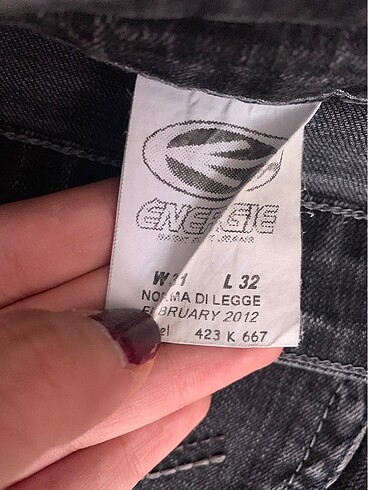 ENERGIE
W 31 L 32
NORMA DI LEGGE
FEBRUARY 2012
423 K 667